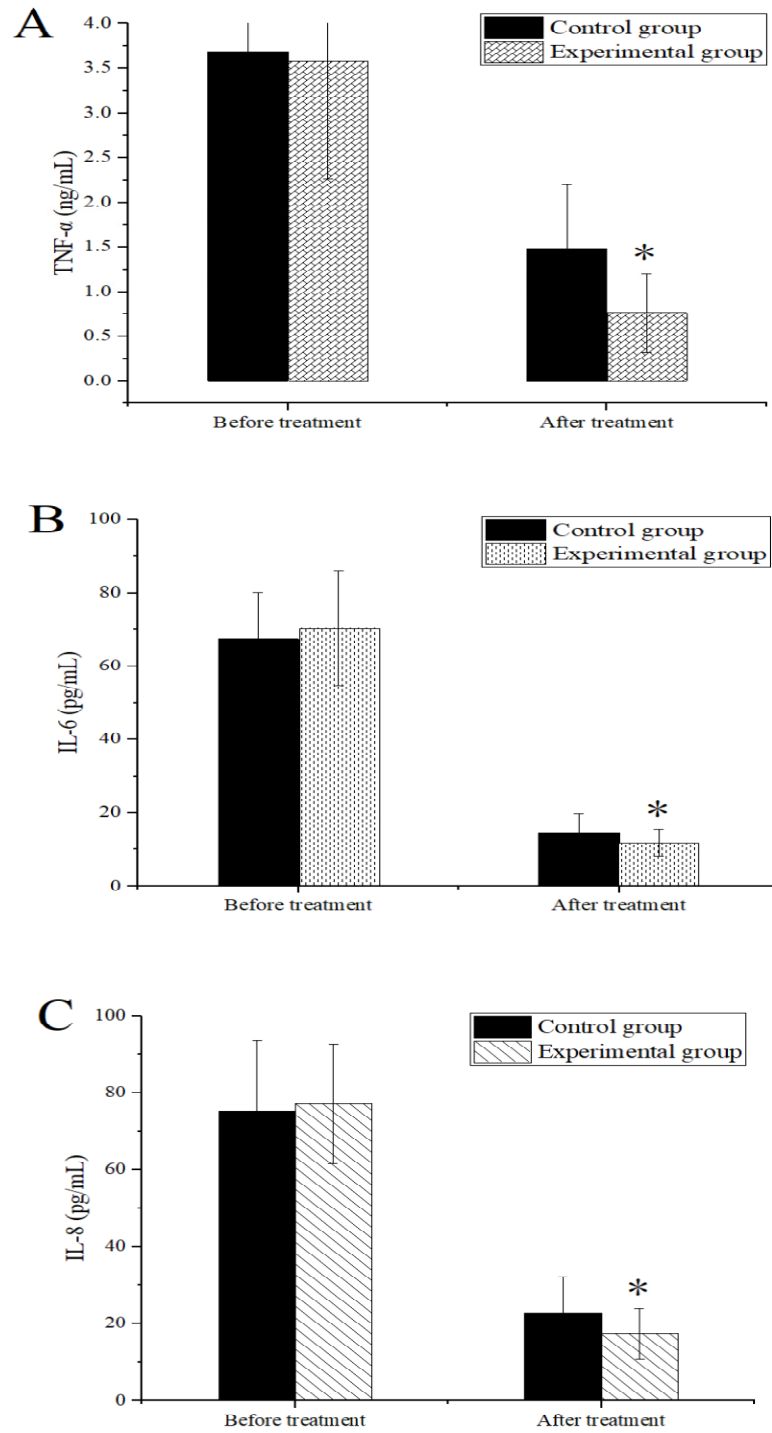 A
Control group
Experimental group
TNF-α (ng/mL)
4.0
3.5
3.0
2.5
2.0
1.5
1.0
0.5
0.0
*
Before treatment After treatment
B
Control group
Experimental group
IL-6 (pg/mL)
100
80
60
40
20
0
*
Before treatment After treatment
C
Control group
Experimental group
IL-8 (pg/mL)
100
80
60
40
20
0
*
Before treatment After treatment